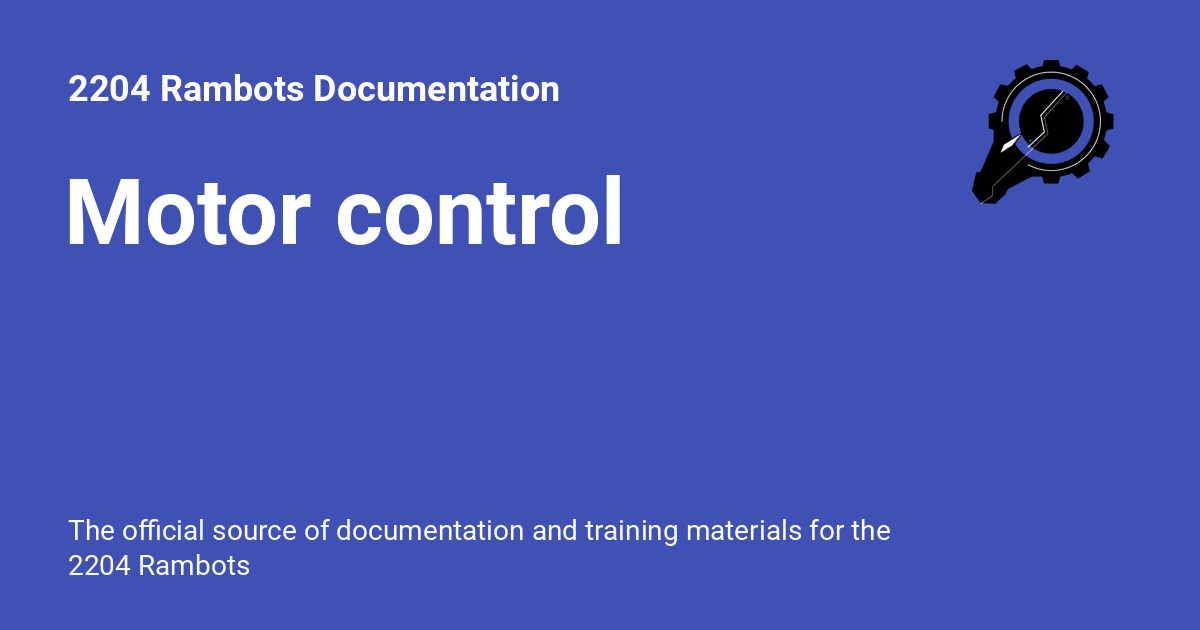 2204 Rambots Documentation
Motor control
The official source of documentation and training materials for the
2204 Rambots